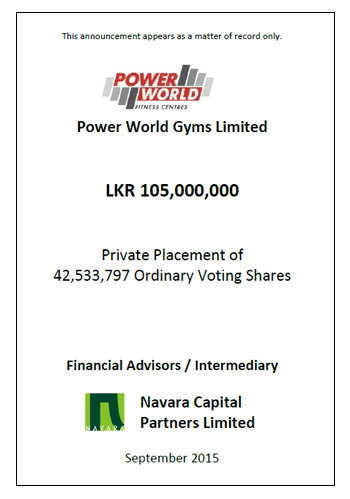 This announcement appears as a matter of record only.
POWER
WORLD
FITNESS CENTRES
Power World Gyms Limited
LKR 105,000,000
Private Placement of
42,533,797 Ordinary Voting Shares
Financial Advisors / Intermediary
NAVARA
Navara Capital
Partners Limited
September 2015